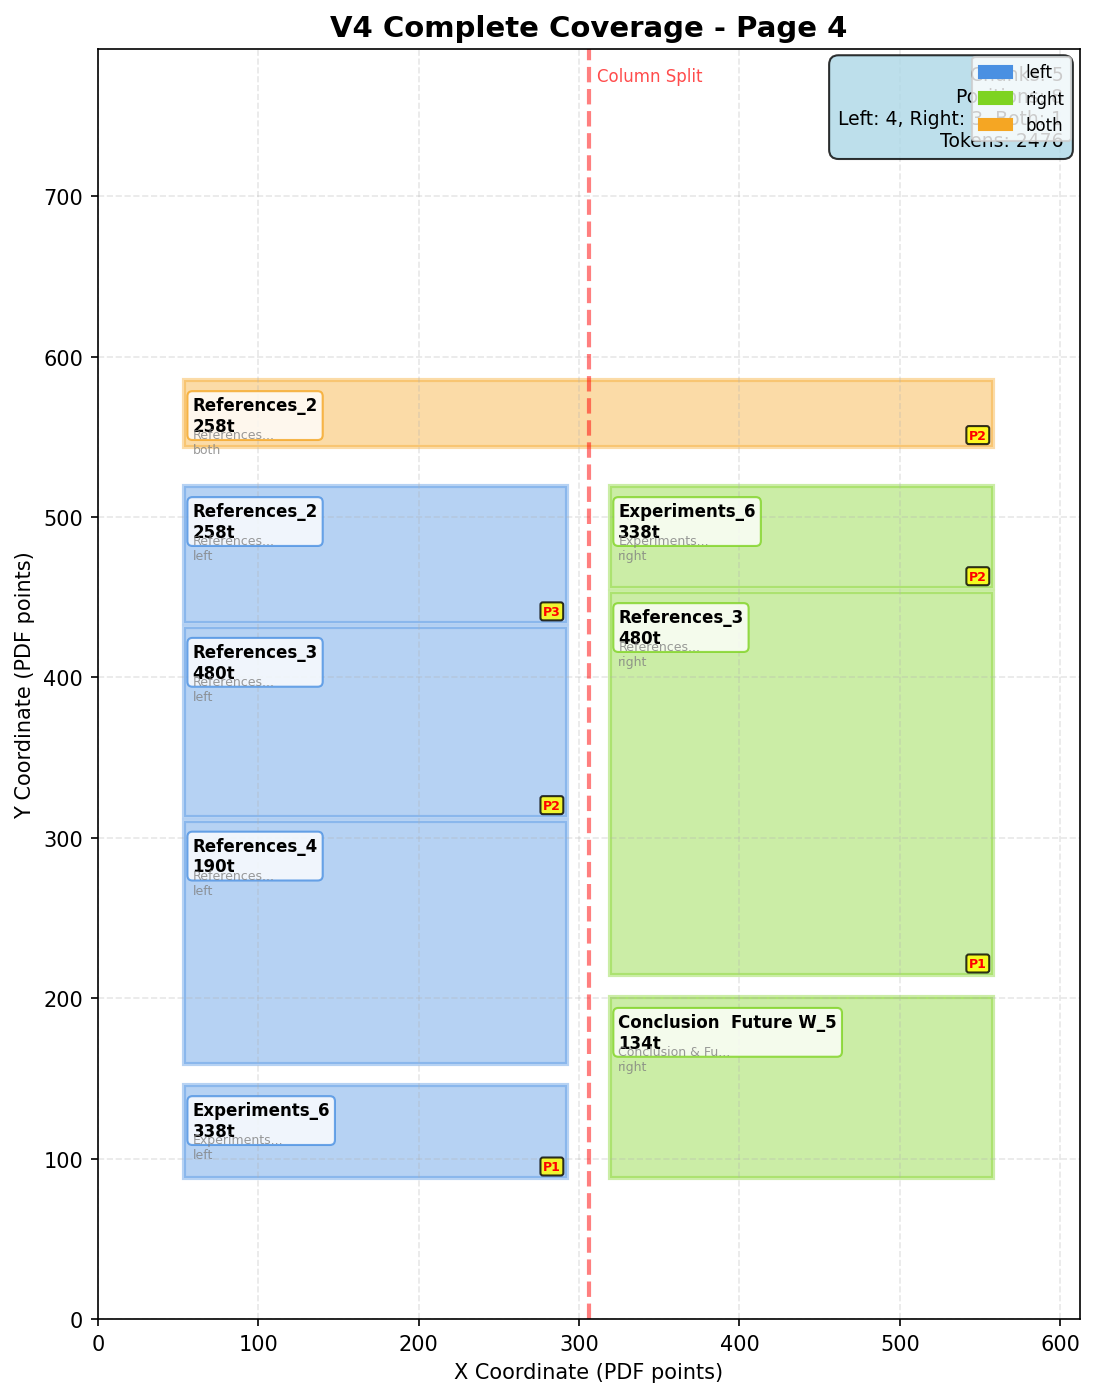 V4 Complete Coverage - Page 4
Column Split
Chunks: 5
Left: 4, Right: 3, Both: 1
Tokens: 2476
left
right
both
References_2
258t
References...
both
P2
References_2
258t
References...
left
P3
References_3
480t
References...
left
P2
References_4
190t
References...
left
Experiments_6
338t
Experiments...
left
P1
Experiments_6
338t
Experiments...
right
P2
References_3
480t
References...
right
P1
Conclusion  Future W_5
134t
Conclusion & Fu...
right
Y Coordinate (PDF points)
700
600
500
400
300
200
100
0
0 100 200 300 400 500 600
X Coordinate (PDF points)